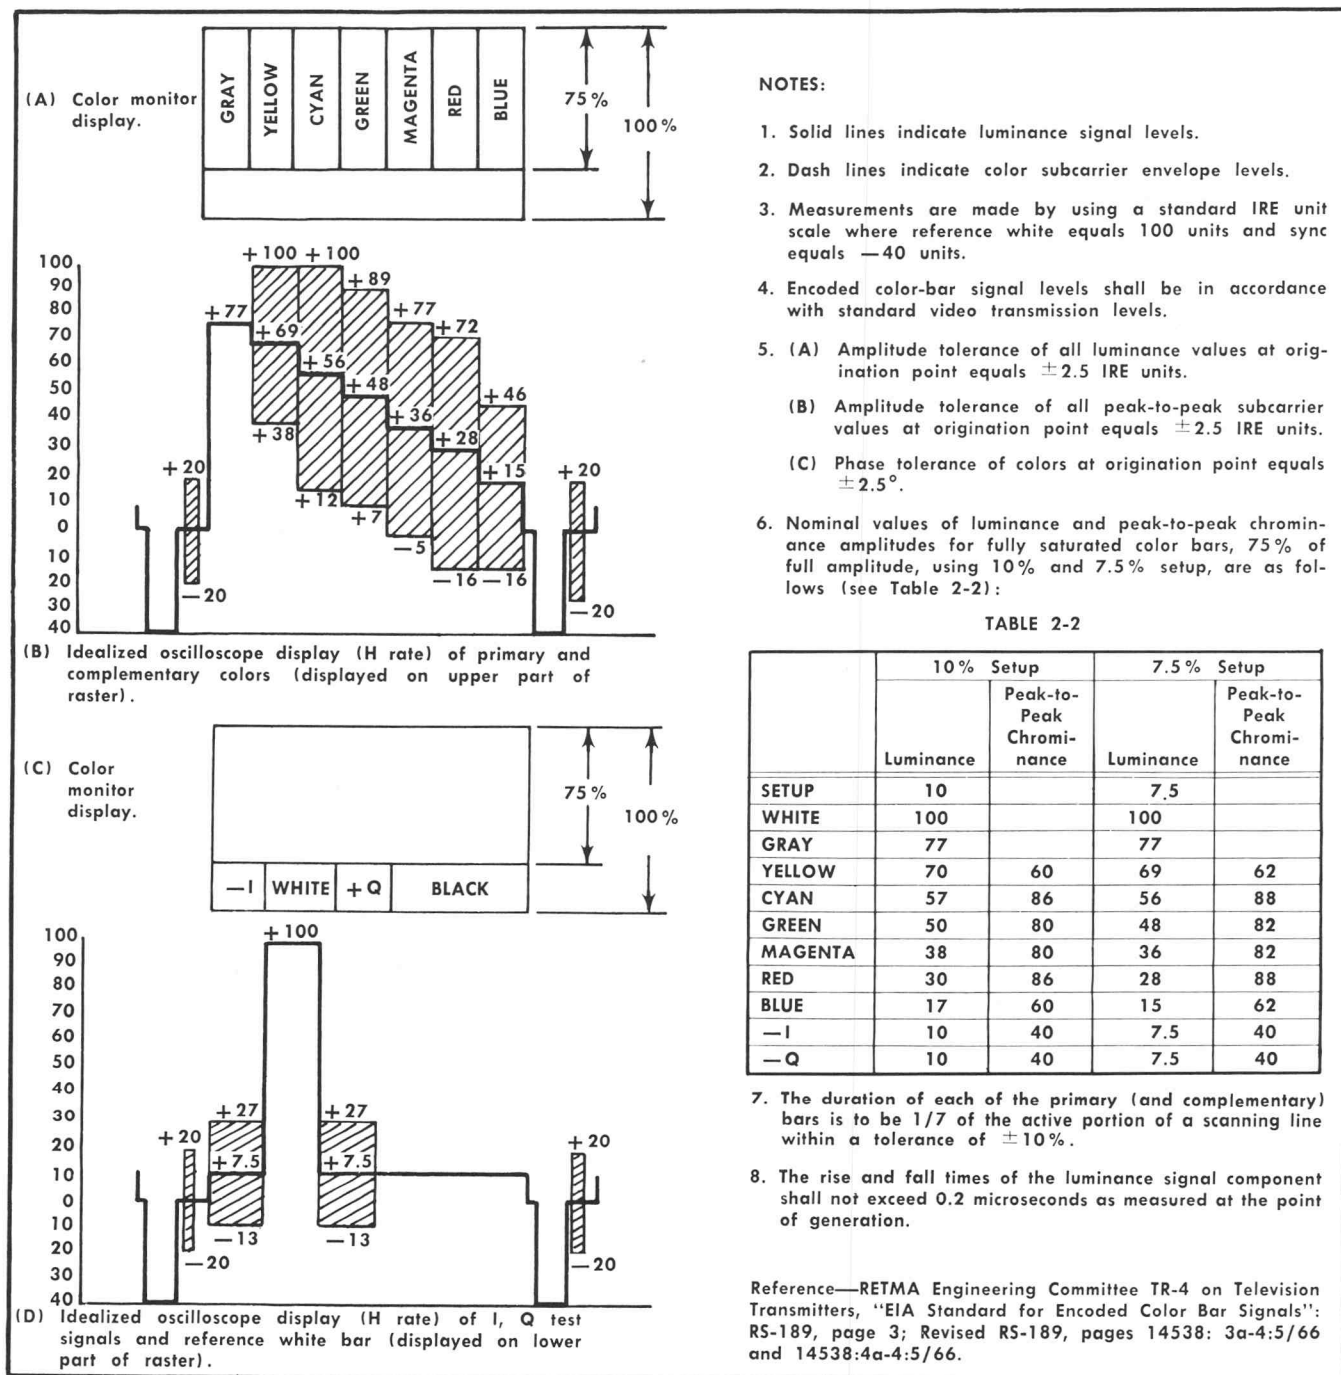 (A) Color monitor
display.
GRAY
YELLOW
CYAN
GREEN
MAGENTA
RED
BLUE
75%
100%
100
90
80
70
60
50
40
30
20
10
0
10
20
30
40
+100
+100
+89
+77
+77
+72
+69
+56
+48
+46
+36
+38
+28
+20
+15
+20
+12
+7
—5
—16
—16
—20
—20
(B) Idealized oscilloscope display (H rate) of primary and
complementary colors (displayed on upper part of
raster).
(C) Color
monitor
display.
75%
100%
—I
WHITE
+Q
BLACK
100
90
80
70
60
50
40
30
20
10
0
10
20
30
40
+100
+27
+27
+20
+7.5
+7.5
+20
—13
—13
—20
—20
(D) Idealized oscilloscope display (H rate) of I, Q test
signals and reference white bar (displayed on lower
part of raster).
NOTES:
1. Solid lines indicate luminance signal levels.
2. Dash lines indicate color subcarrier envelope levels.
3. Measurements are made by using a standard IRE unit
scale where reference white equals 100 units and sync
equals —40 units.
4. Encoded color-bar signal levels shall be in accordance
with standard video transmission levels.
5. (A) Amplitude tolerance of all luminance values at orig-
ination point equals ±2.5 IRE units.
(B) Amplitude tolerance of all peak-to-peak subcarrier
values at origination point equals ±2.5 IRE units.
(C) Phase tolerance of colors at origination point equals
±2.5°.
6. Nominal values of luminance and peak-to-peak chromin-
ance amplitudes for fully saturated color bars, 75% of
full amplitude, using 10% and 7.5% setup, are as fol-
lows (see Table 2-2):
TABLE 2-2
10% Setup 7.5% Setup
Peak-to- Peak-to-
Peak Peak
Chromi- Chromi-
Luminance nance Luminance nance
SETUP 10 7.5
WHITE 100 100
GRAY 77 77
YELLOW 70 60 69 62
CYAN 57 86 56 88
GREEN 50 80 48 82
MAGENTA 38 80 36 82
RED 30 86 28 88
BLUE 17 60 15 62
—I 10 40 7.5 40
—Q 10 40 7.5 40
7. The duration of each of the primary (and complementary)
bars is to be 1/7 of the active portion of a scanning line
within a tolerance of ±10%.
8. The rise and fall times of the luminance signal component
shall not exceed 0.2 microseconds as measured at the point
of generation.
Reference—RETMA Engineering Committee TR-4 on Television
Transmitters, “EIA Standard for Encoded Color Bar Signals”:
RS-189, page 3; Revised RS-189, pages 14538: 3a-4:5/66
and 14538:4a-4:5/66.